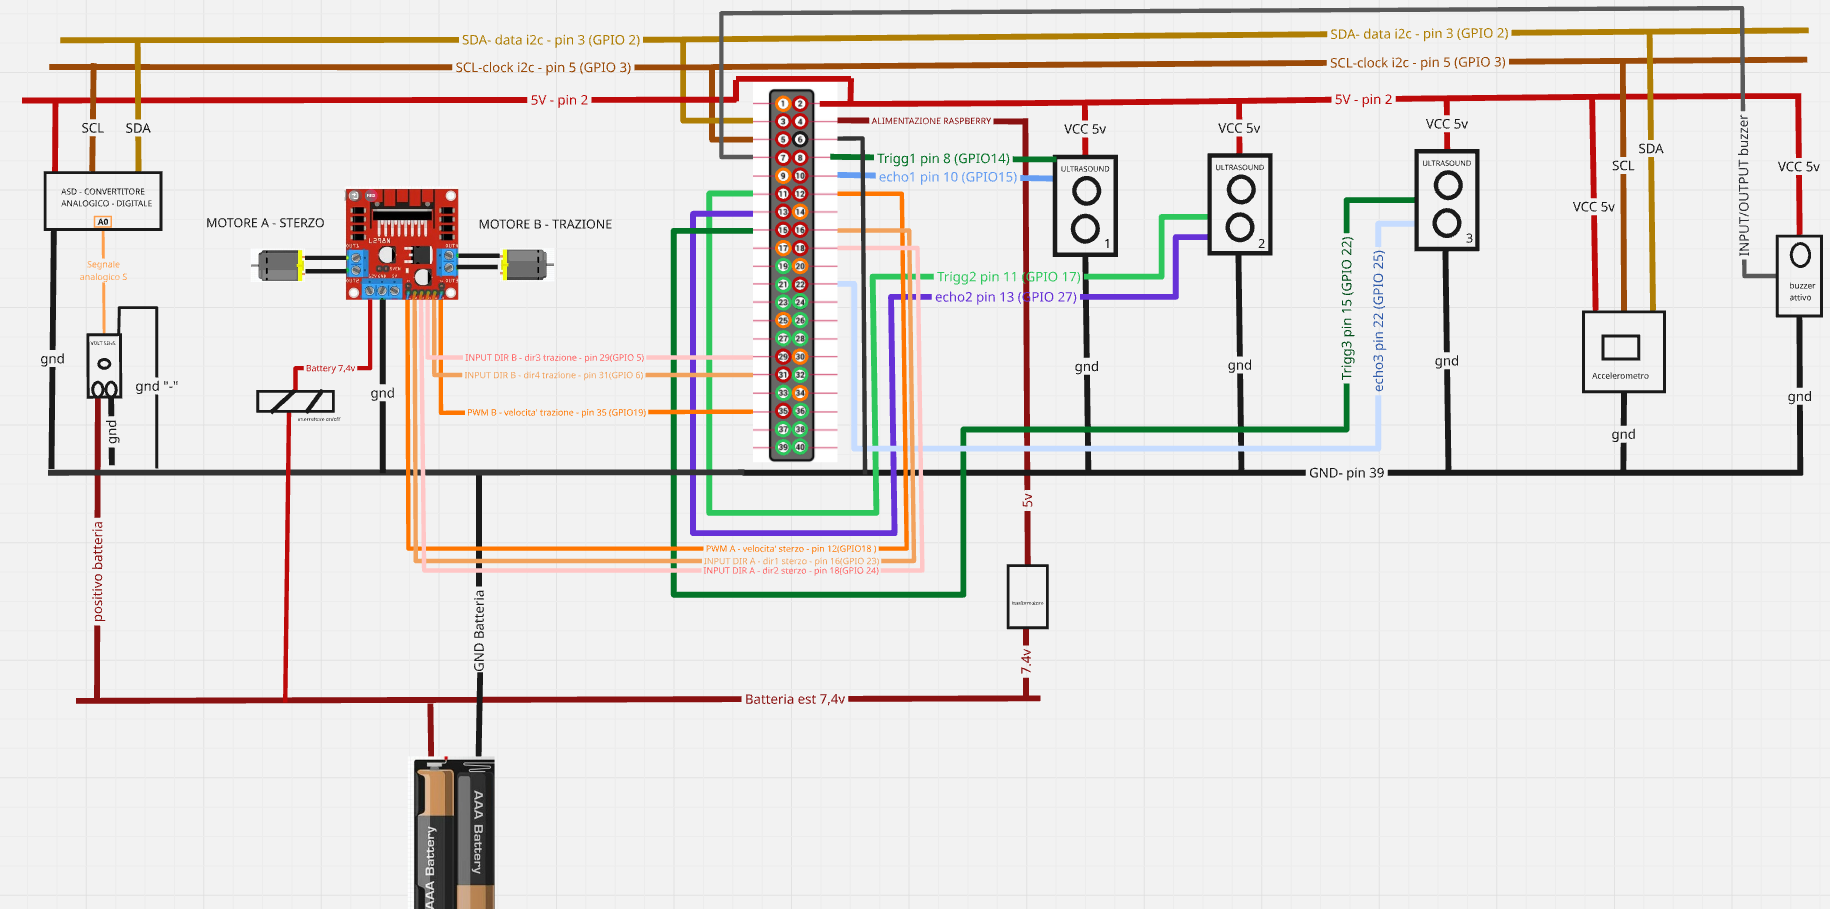 SDA- data i2c - pin 3 (GPIO 2)
SDA- data i2c - pin 3 (GPIO 2)
SCL-clock i2c - pin 5 (GPIO 3)
SCL-clock i2c - pin 5 (GPIO 3)
5V - pin 2
5V - pin 2
SCL
SDA
ALIMENTAZIONE RASPBERRY
VCC 5v
VCC 5v
VCC 5v
SDA
SCL
VCC 5v
VCC 5v
INPUT/OUTPUT buzzer
Trigg1 pin 8 (GPIO14)
echo1 pin 10 (GPIO15)
ULTRASOUND
1
ULTRASOUND
2
ULTRASOUND
3
ASD - CONVERTITORE
ANALOGICO - DIGITALE
A0
MOTORE A - STERZO
MOTORE B - TRAZIONE
L298N
Segnale
analogico S
1 2
3 4
5 6
7 8
9 10
11 12
13 14
15 16
17 18
19 20
21 22
23 24
25 26
27 28
29 30
31 32
33 34
35 36
37 38
39 40
Trigg2 pin 11 (GPIO 17)
echo2 pin 13 (GPIO 27)
Trigg3 pin 15 (GPIO 22)
echo3 pin 22 (GPIO 25)
buzzer
attivo
gnd
gnd "-"
gnd
Battery 7,4v
gnd
INPUT DIR B - dir3 trazione - pin 29(GPIO 5)
INPUT DIR B - dir4 trazione - pin 31(GPIO 6)
PWM B - velocita' trazione - pin 35 (GPIO19)
gnd
gnd
gnd
Accelerometro
gnd
gnd
GND- pin 39
5v
positivo batteria
PWM A - velocita' sterzo - pin 12(GPIO18 )
INPUT DIR A - dir1 sterzo - pin 16(GPIO 23)
INPUT DIR A - dir2 sterzo - pin 18(GPIO 24)
GND Batteria
7.4v
Batteria est 7,4v
AAA Battery
AAA Battery